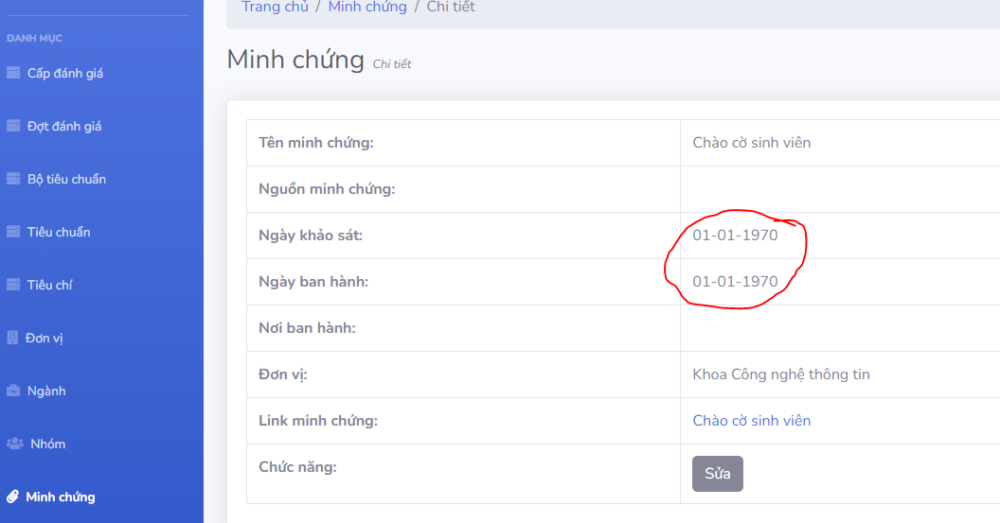 Trang chủ / Minh chứng / Chi tiết
DANH MỤC
Cấp đánh giá
Đợt đánh giá
Bộ tiêu chuẩn
Tiêu chuẩn
Tiêu chí
Đơn vị
Ngành
Nhóm
Minh chứng
Minh chứng Chi tiết
Tên minh chứng: Chào cờ sinh viên
Nguồn minh chứng:
Ngày khảo sát: 01-01-1970
Ngày ban hành: 01-01-1970
Nơi ban hành:
Đơn vị: Khoa Công nghệ thông tin
Link minh chứng: Chào cờ sinh viên
Chức năng: Sửa